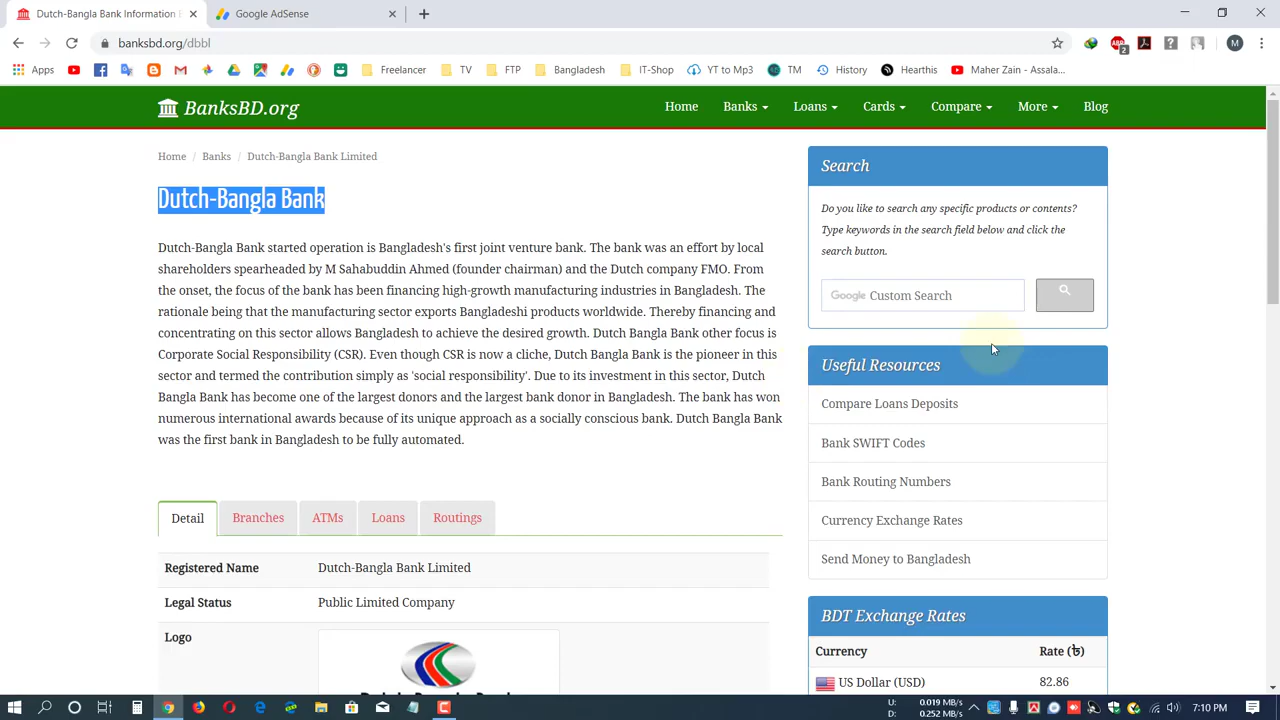 Dutch-Bangla Bank Information
Google AdSense
banksbd.org/dbbl
2
M
Apps
Freelancer
TV
FTP
Bangladesh
IT-Shop
YT to Mp3
TM
History
Hearthis
Maher Zain - Assala...
BanksBD.org
Home
Banks
Loans
Cards
Compare
More
Blog
Home / Banks / Dutch-Bangla Bank Limited
Dutch-Bangla Bank
Dutch-Bangla Bank started operation is Bangladesh's first joint venture bank. The bank was an effort by local
shareholders spearheaded by M Sahabuddin Ahmed (founder chairman) and the Dutch company FMO. From
the onset, the focus of the bank has been financing high-growth manufacturing industries in Bangladesh. The
rationale being that the manufacturing sector exports Bangladeshi products worldwide. Thereby financing and
concentrating on this sector allows Bangladesh to achieve the desired growth. Dutch Bangla Bank other focus is
Corporate Social Responsibility (CSR). Even though CSR is now a cliche, Dutch Bangla Bank is the pioneer in this
sector and termed the contribution simply as 'social responsibility'. Due to its investment in this sector, Dutch
Bangla Bank has become one of the largest donors and the largest bank donor in Bangladesh. The bank has won
numerous international awards because of its unique approach as a socially conscious bank. Dutch Bangla Bank
was the first bank in Bangladesh to be fully automated.
Detail
Branches
ATMs
Loans
Routings
Registered Name Dutch-Bangla Bank Limited
Legal Status Public Limited Company
Logo
Search
Do you like to search any specific products or contents?
Type keywords in the search field below and click the
search button.
Google Custom Search
Useful Resources
Compare Loans Deposits
Bank SWIFT Codes
Bank Routing Numbers
Currency Exchange Rates
Send Money to Bangladesh
BDT Exchange Rates
Currency Rate (৳)
US Dollar (USD) 82.86
U: 0.019 MB/s
D: 0.252 MB/s
7:10 PM